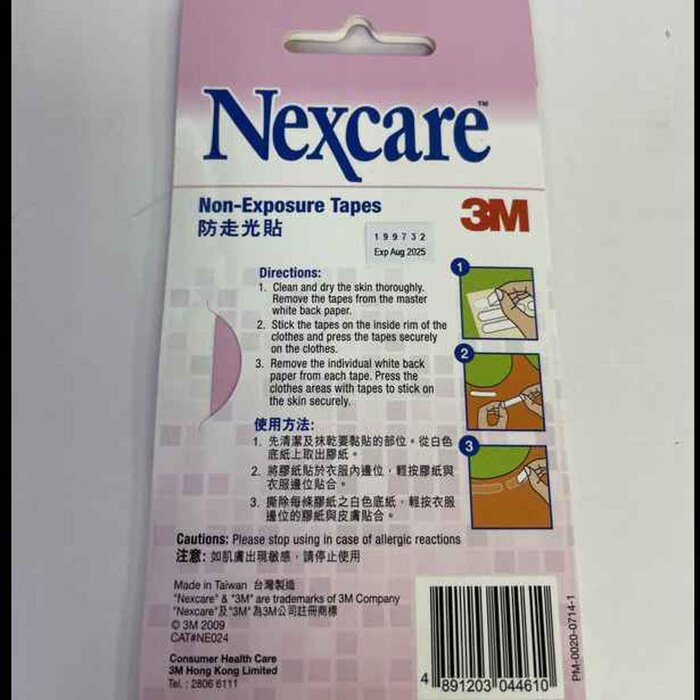 Nexcare™
Non-Exposure Tapes
防走光貼
3M
199732
Exp Aug 2025
Directions:
1. Clean and dry the skin thoroughly.
Remove the tapes from the master
white back paper.
2. Stick the tapes on the inside rim of the
clothes and press the tapes securely
on the clothes.
3. Remove the individual white back
paper from each tape. Press the
clothes areas with tapes to stick on
the skin securely.
1
2
3
使用方法:
1. 先清潔及抹乾要黏貼的部位。從白色
底紙上取出膠紙。
2. 將膠紙貼於衣服內邊位，輕按膠紙與
衣服邊位貼合。
3. 撕除每條膠紙之白色底紙，輕按衣服
邊位的膠紙與皮膚貼合。
Cautions: Please stop using in case of allergic reactions
注意: 如肌膚出現敏感，請停止使用
Made in Taiwan 台灣製造
"Nexcare" & "3M" are trademarks of 3M Company
"Nexcare"及"3M"為3M公司註冊商標
© 3M 2009
CAT#NE024
Consumer Health Care
3M Hong Kong Limited
Tel.: 2806 6111
4 891203 044610
PM-0020-0714-1